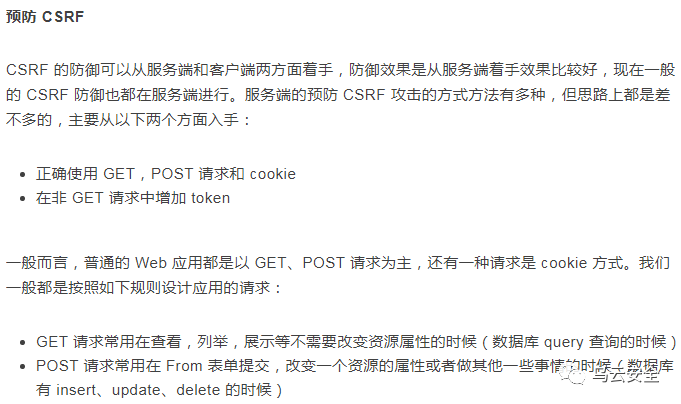 预防 CSRF
CSRF 的防御可以从服务端和客户端两方面着手，防御效果是从服务端着手效果比较好，现在一般
的 CSRF 防御也都在服务端进行。服务端的预防 CSRF 攻击的方式方法有多种，但思路上都是差
不多的，主要从以下两个方面入手：
• 正确使用 GET，POST 请求和 cookie
• 在非 GET 请求中增加 token
一般而言，普通的 Web 应用都是以 GET、POST 请求为主，还有一种请求是 cookie 方式。我们
一般都是按照如下规则设计应用的请求：
• GET 请求常用在查看，列举，展示等不需要改变资源属性的时候（数据库 query 查询的时候）
• POST 请求常用在 From 表单提交，改变一个资源的属性或者做其他一些事情的时候（数据库
有 insert、update、delete 的时候）
乌云安全